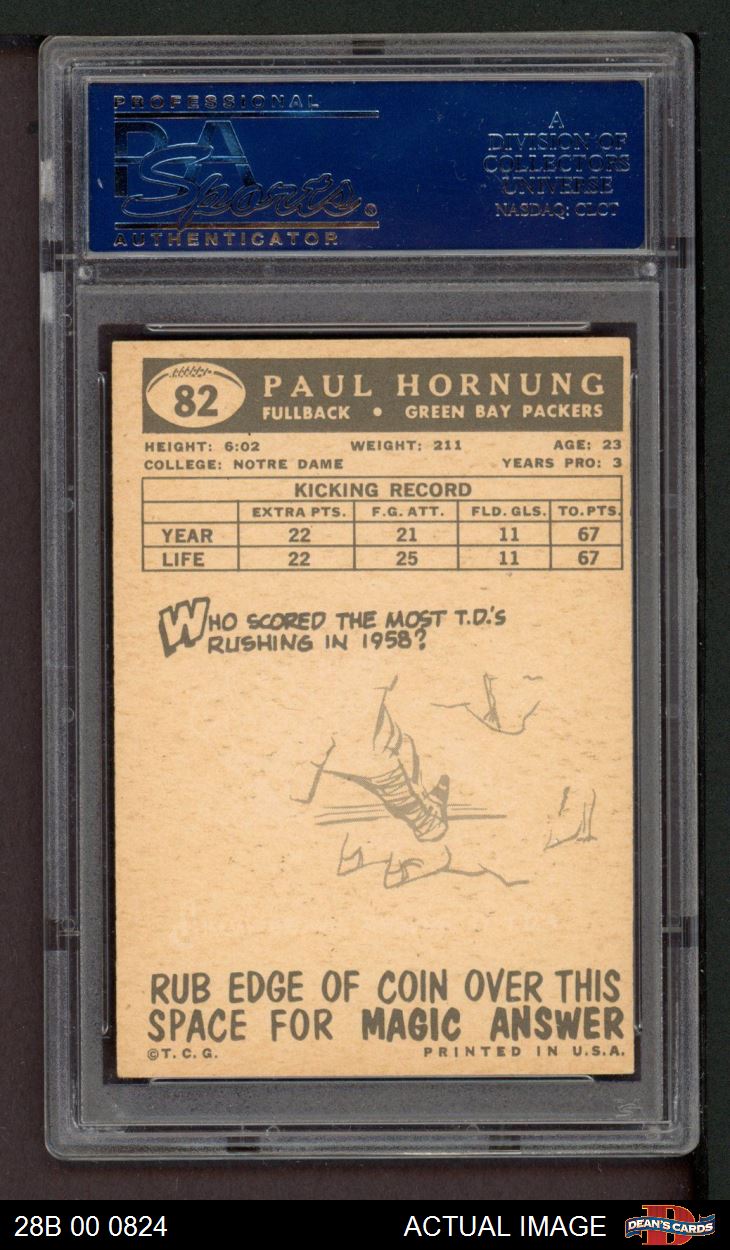 PROFESSIONAL
PSA
Sports
AUTHENTICATOR
A
DIVISION OF
COLLECTORS
UNIVERSE
NASDAQ: CLCT
82
PAUL HORNUNG
FULLBACK • GREEN BAY PACKERS
HEIGHT: 6:02 WEIGHT: 211 AGE: 23
COLLEGE: NOTRE DAME YEARS PRO: 3
KICKING RECORD
EXTRA PTS. F.G. ATT. FLD. GLS. TO. PTS.
YEAR 22 21 11 67
LIFE 22 25 11 67
WHO SCORED THE MOST T.D.'S
RUSHING IN 1958?
RUB EDGE OF COIN OVER THIS
SPACE FOR MAGIC ANSWER
©T.C.G. PRINTED IN U.S.A.
28B 00 0824 ACTUAL IMAGE DEAN'S CARDS